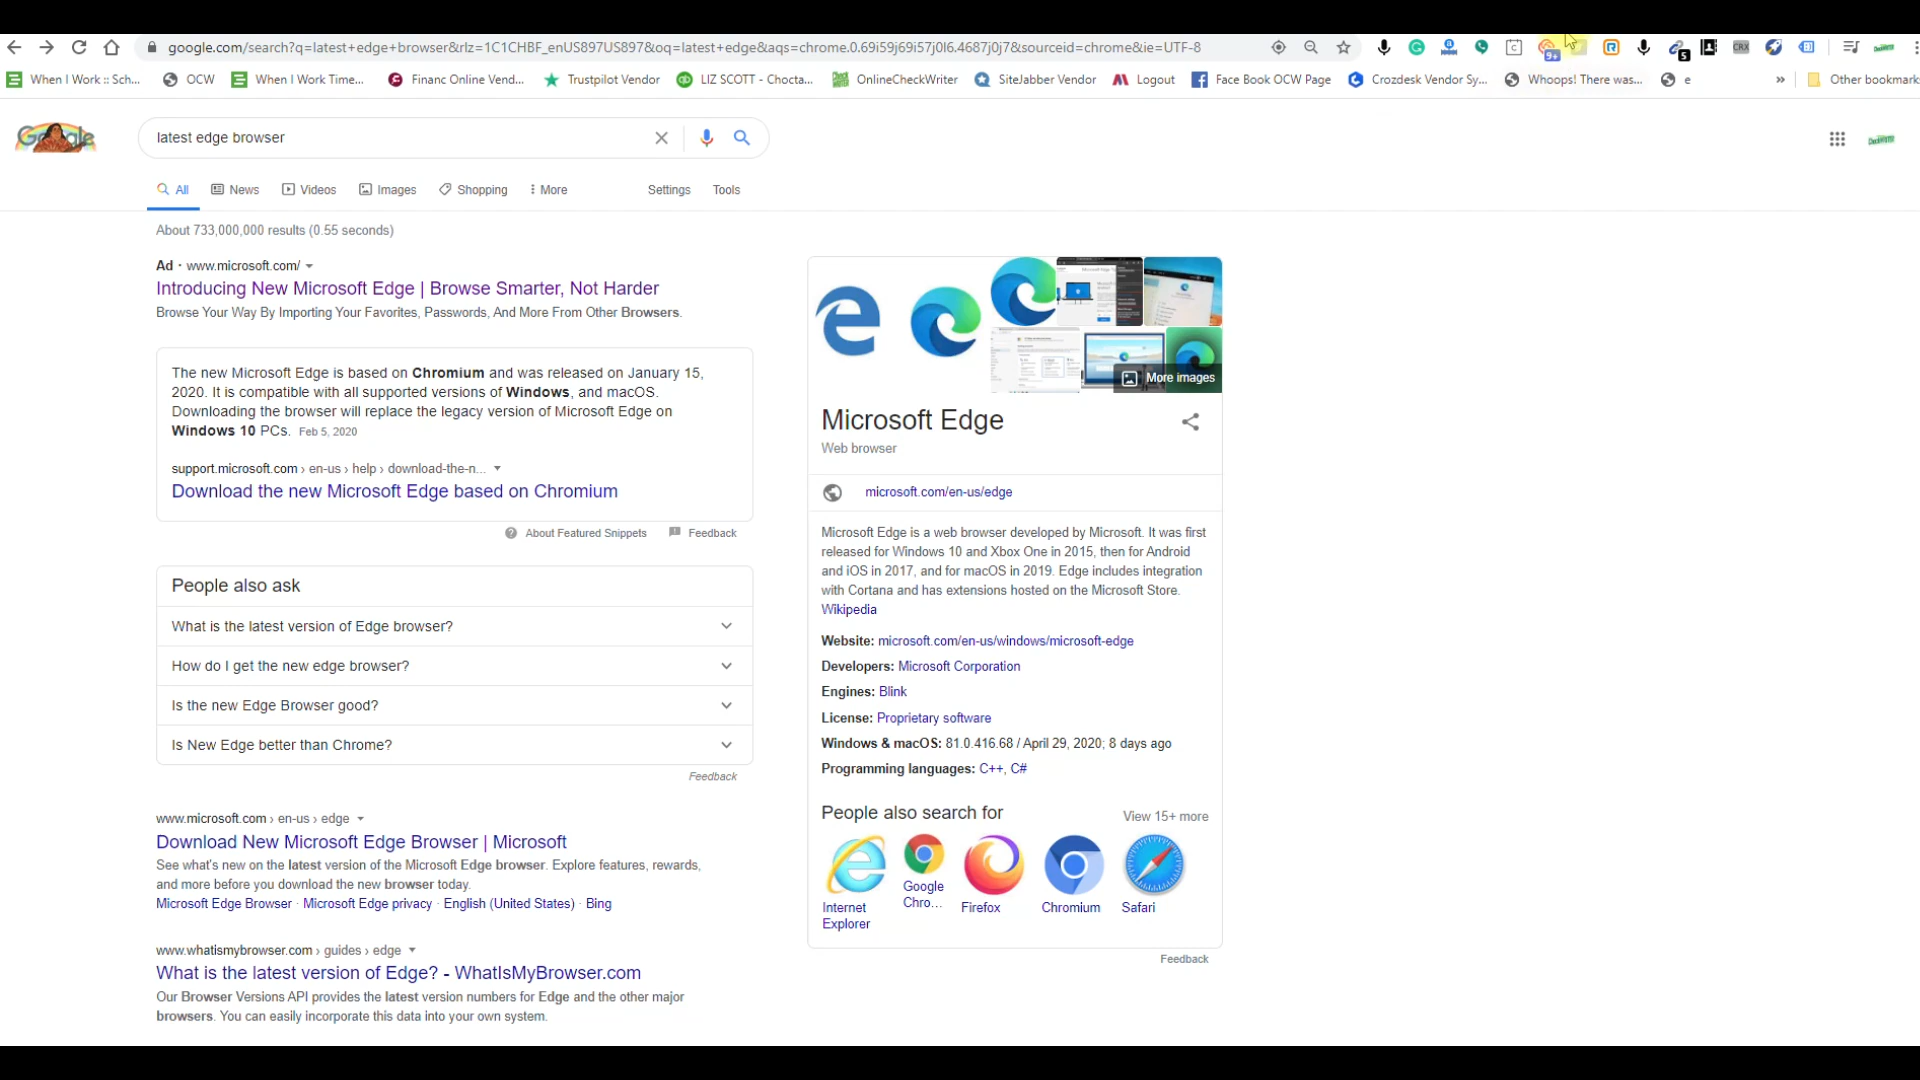 google.com/search?q=latest+edge+browser&rlz=1C1CHBF_enUS897US897&oq=latest+edge&aqs=chrome.0.69i59j69i57j0l6.4687j0j7&sourceid=chrome&ie=UTF-8
9+
S
CRX
When I Work :: Sch...
OCW
When I Work Time...
Financ Online Vend...
Trustpilot Vendor
LIZ SCOTT - Chocta...
OnlineCheckWriter
SiteJabber Vendor
Logout
Face Book OCW Page
Crozdesk Vendor Sy...
Whoops! There was...
e
»
Other bookmarks
Google
latest edge browser
All
News
Videos
Images
Shopping
More
Settings
Tools
About 733,000,000 results (0.55 seconds)
Ad · www.microsoft.com/
Introducing New Microsoft Edge | Browse Smarter, Not Harder
Browse Your Way By Importing Your Favorites, Passwords, And More From Other Browsers.
The new Microsoft Edge is based on Chromium and was released on January 15,
2020. It is compatible with all supported versions of Windows, and macOS.
Downloading the browser will replace the legacy version of Microsoft Edge on
Windows 10 PCs. Feb 5, 2020
support.microsoft.com › en-us › help › download-the-n...
Download the new Microsoft Edge based on Chromium
About Featured Snippets
Feedback
People also ask
What is the latest version of Edge browser?
How do I get the new edge browser?
Is the new Edge Browser good?
Is New Edge better than Chrome?
Feedback
www.microsoft.com › en-us › edge
Download New Microsoft Edge Browser | Microsoft
See what's new on the latest version of the Microsoft Edge browser. Explore features, rewards,
and more before you download the new browser today.
Microsoft Edge Browser · Microsoft Edge privacy · English (United States) · Bing
www.whatismybrowser.com › guides › edge
What is the latest version of Edge? - WhatIsMyBrowser.com
Our Browser Versions API provides the latest version numbers for Edge and the other major
browsers. You can easily incorporate this data into your own system.
More images
Microsoft Edge
Web browser
microsoft.com/en-us/edge
Microsoft Edge is a web browser developed by Microsoft. It was first
released for Windows 10 and Xbox One in 2015, then for Android
and iOS in 2017, and for macOS in 2019. Edge includes integration
with Cortana and has extensions hosted on the Microsoft Store.
Wikipedia
Website: microsoft.com/en-us/windows/microsoft-edge
Developers: Microsoft Corporation
Engines: Blink
License: Proprietary software
Windows & macOS: 81.0.416.68 / April 29, 2020; 8 days ago
Programming languages: C++, C#
People also search for
View 15+ more
Internet
Explorer
Google
Chro...
Firefox
Chromium
Safari
Feedback